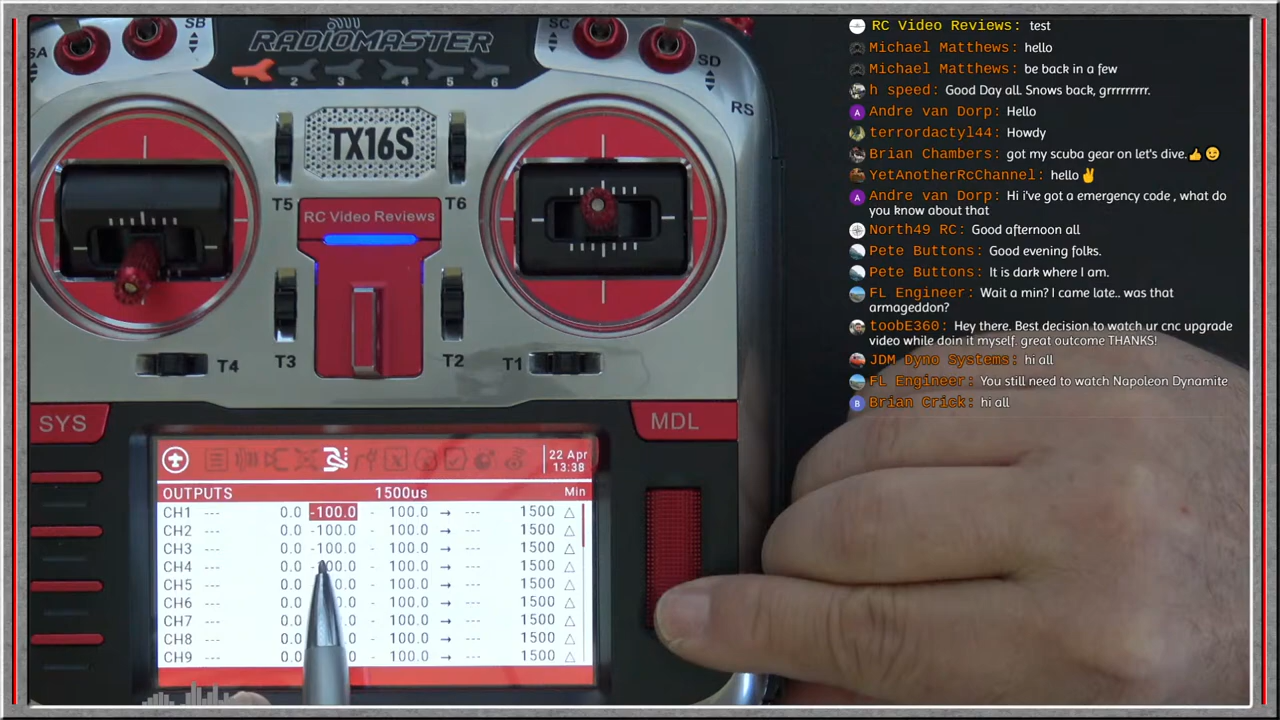 SA
SB
SC
SD
RS
RADIOMASTER
1 2 3 4 5 6
TX16S
T5
T6
RC Video Reviews
T4
T3
T2
T1
SYS
MDL
22 Apr
13:38
OUTPUTS 1500us Min
CH1 --- 0.0 -100.0 - 100.0 → --- 1500 △
CH2 --- 0.0 -100.0 - 100.0 → --- 1500 △
CH3 --- 0.0 -100.0 - 100.0 → --- 1500 △
CH4 --- 0.0 -100.0 - 100.0 → --- 1500 △
CH5 --- 0.0 - 100.0 → --- 1500 △
CH6 --- 0.0 - 100.0 → --- 1500 △
CH7 --- 0.0 - 100.0 → --- 1500 △
CH8 --- 0.0 - 100.0 → --- 1500 △
CH9 --- 0.0 - 100.0 → --- 1500 △
RC Video Reviews: test
Michael Matthews: hello
Michael Matthews: be back in a few
h speed: Good Day all. Snows back, grrrrrrrrr.
A Andre van Dorp: Hello
terrordactyl44: Howdy
Brian Chambers: got my scuba gear on let's dive.👍😉
YetAnotherRcChannel: hello✌
A Andre van Dorp: Hi i've got a emergency code , what do
you know about that
North49 RC: Good afternoon all
Pete Buttons: Good evening folks.
Pete Buttons: It is dark where I am.
FL Engineer: Wait a min? I came late.. was that
armageddon?
toobE360: Hey there. Best decision to watch ur cnc upgrade
video while doin it myself. great outcome THANKS!
JDM Dyno Systems: hi all
FL Engineer: You still need to watch Napoleon Dynamite
B Brian Crick: hi all